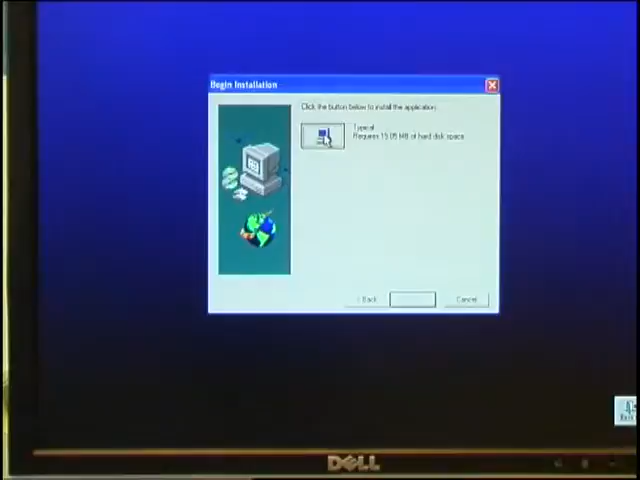 Begin Installation
Click the button below to install the application.
Typical
Requires 15.05 MB of hard disk space
< Back
Cancel
DELL